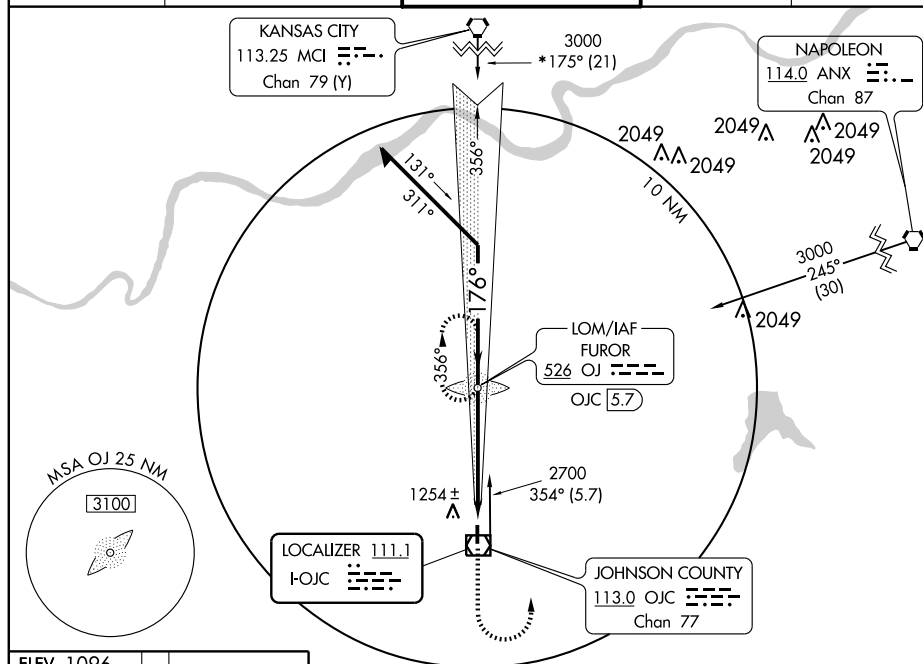 KANSAS CITY
113.25 MCI
Chan 79 (Y)
3000
*175° (21)
NAPOLEON
114.0 ANX
Chan 87
2049
2049
2049
2049
2049
10 NM
356°
131°
311°
3000
245°
(30)
2049
176°
356°
LOM/IAF
FUROR
526 OJ
OJC 5.7
MSA OJ 25 NM
3100
1254 ±
2700
354° (5.7)
LOCALIZER 111.1
I-OJC
JOHNSON COUNTY
113.0 OJC
Chan 77
ELEV 1096